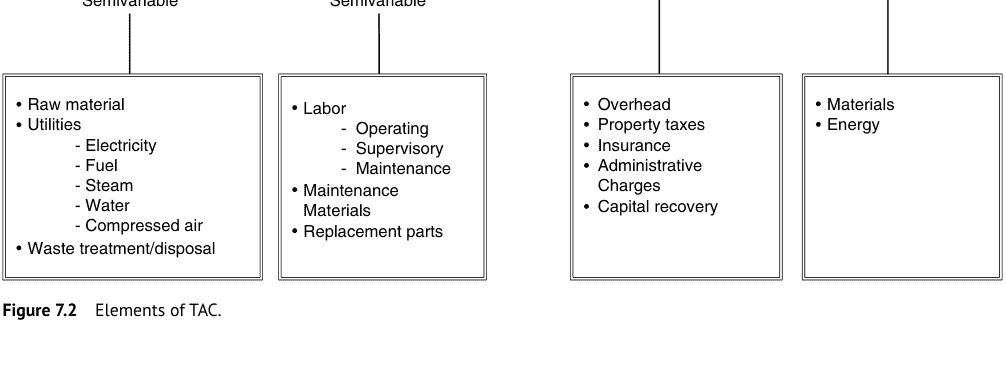 Semivariable
Semivariable
• Raw material
• Utilities
- Electricity
- Fuel
- Steam
- Water
- Compressed air
• Waste treatment/disposal
• Labor
- Operating
- Supervisory
- Maintenance
• Maintenance
Materials
• Replacement parts
• Overhead
• Property taxes
• Insurance
• Administrative
Charges
• Capital recovery
• Materials
• Energy
Figure 7.2 Elements of TAC.